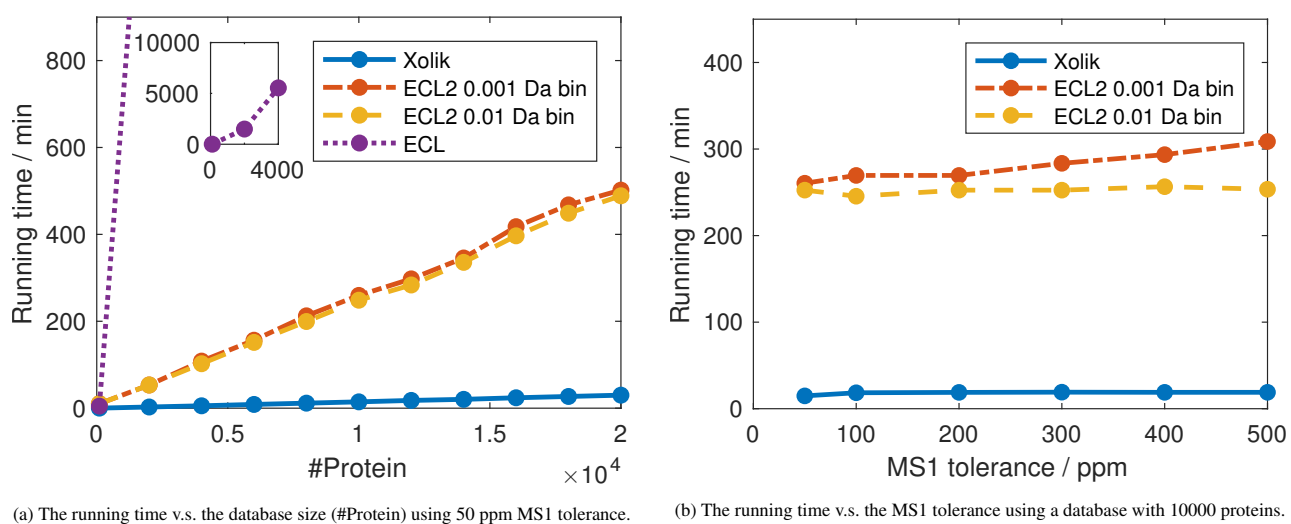 800
600
400
200
0
Running time / min
10000
5000
0
0 4000
Xolik
ECL2 0.001 Da bin
ECL2 0.01 Da bin
ECL
0 0.5 1 1.5 2
×10^4
#Protein
(a) The running time v.s. the database size (#Protein) using 50 ppm MS1 tolerance.
400
300
200
100
0
Running time / min
Xolik
ECL2 0.001 Da bin
ECL2 0.01 Da bin
0 100 200 300 400 500
MS1 tolerance / ppm
(b) The running time v.s. the MS1 tolerance using a database with 10000 proteins.